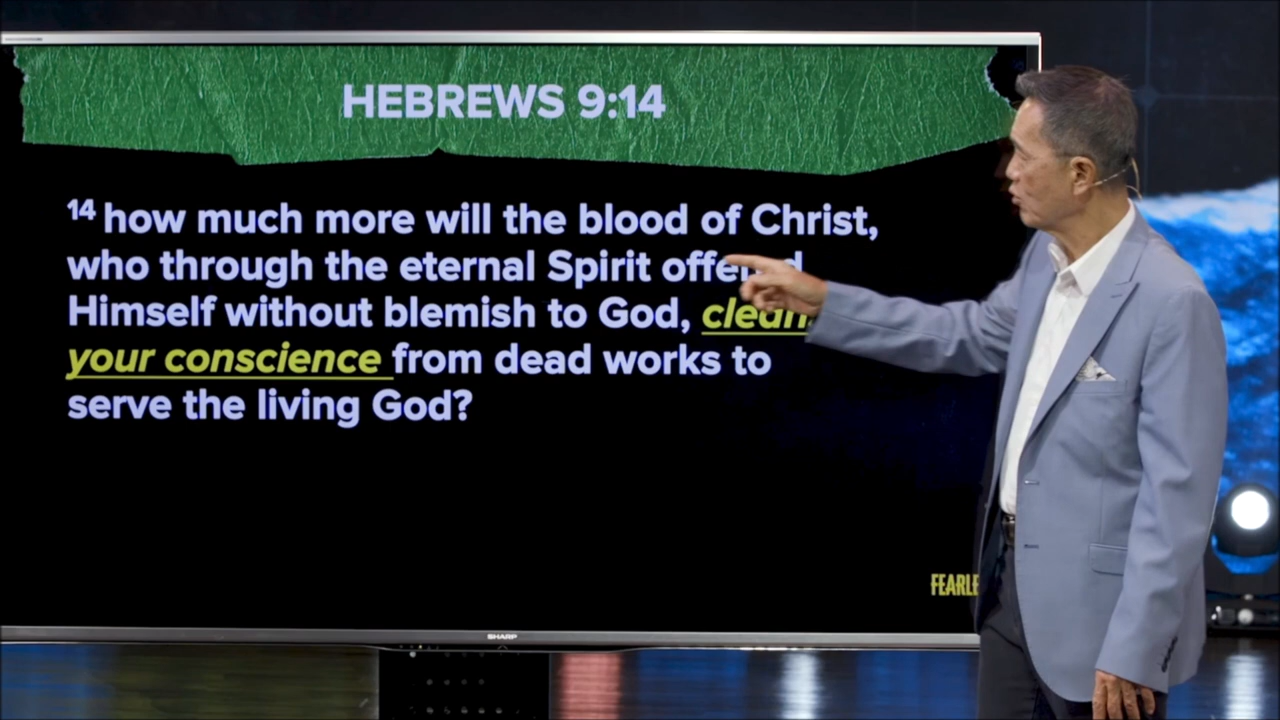 HEBREWS 9:14
14 how much more will the blood of Christ,
who through the eternal Spirit
Himself without blemish to God,
your conscience from dead works to
serve the living God?
SHARP